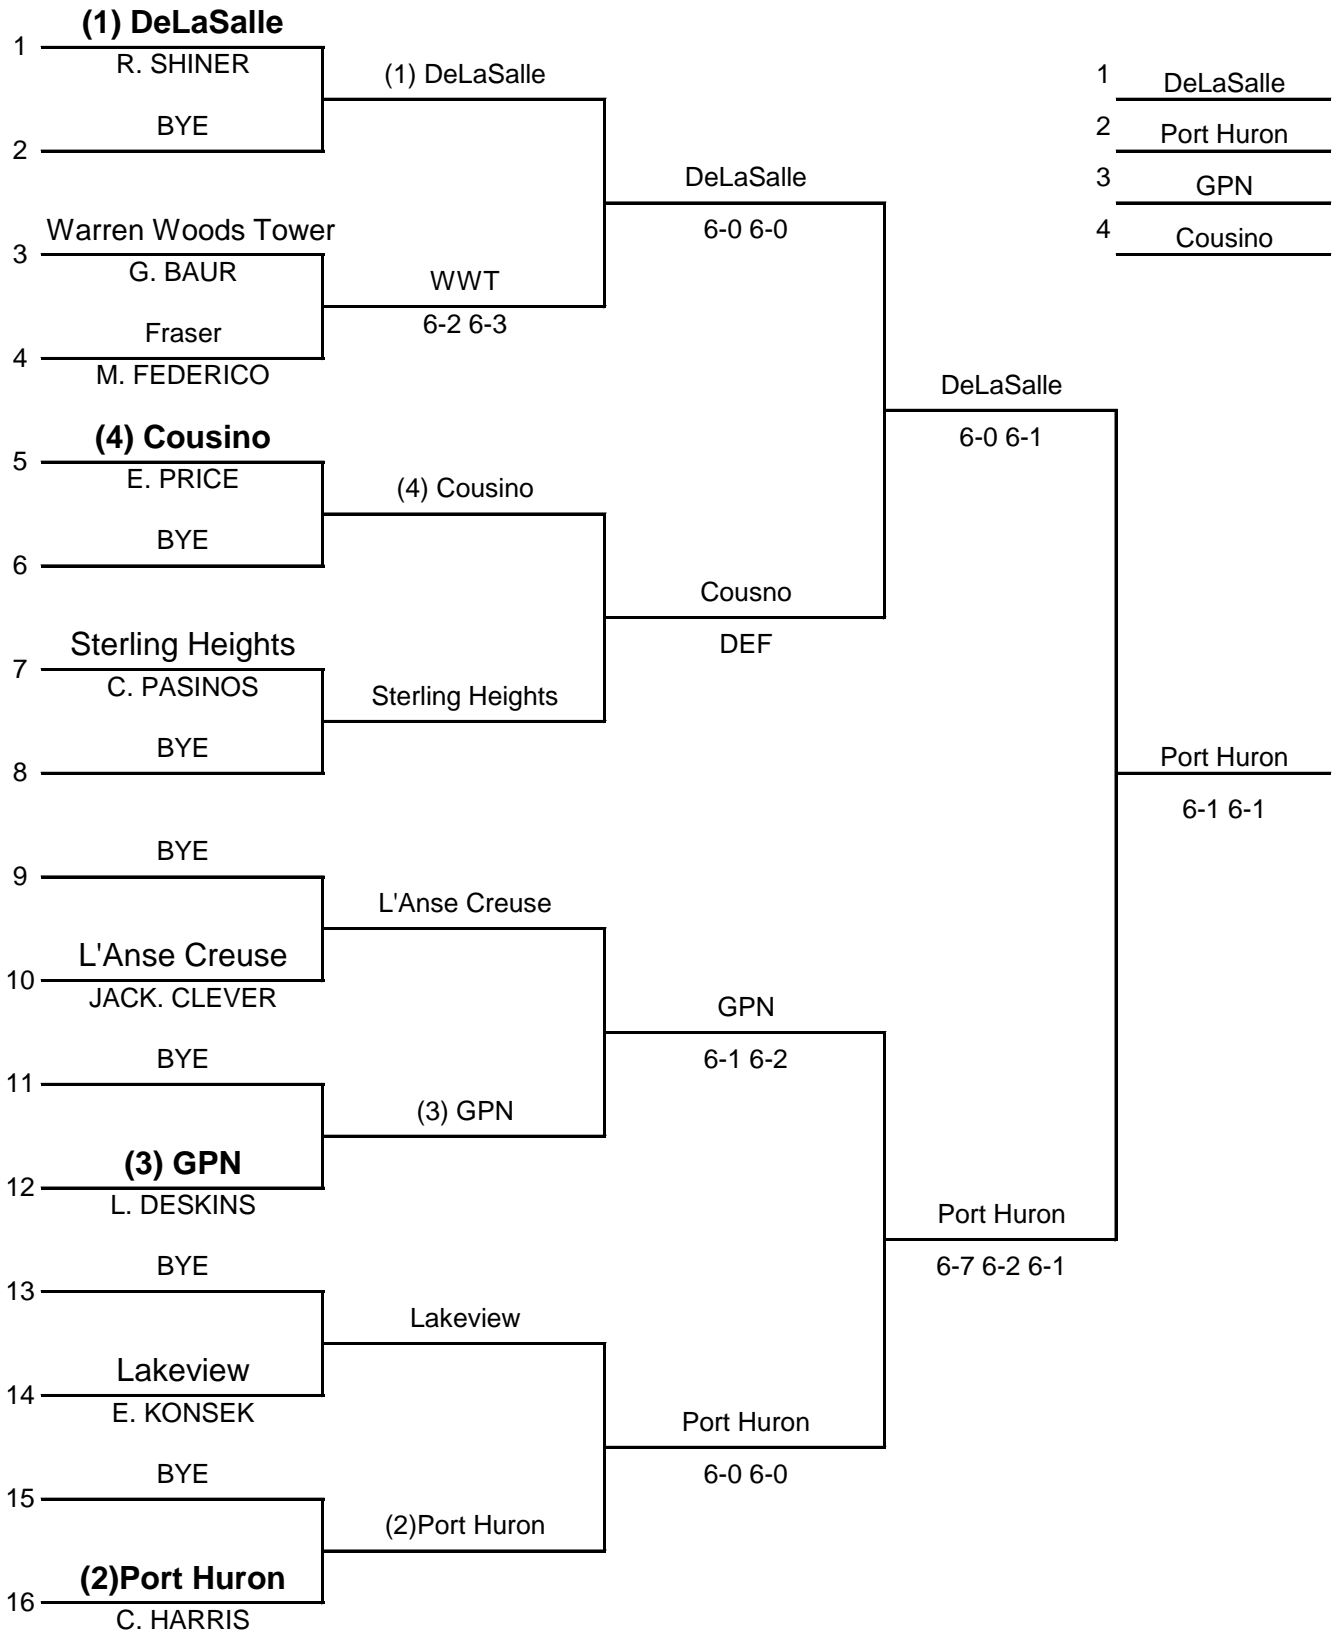 (1) DeLaSalle
1
R. SHINER
(1) DeLaSalle
BYE
2
DeLaSalle
6-0 6-0
Warren Woods Tower
3
G. BAUR
WWT
6-2 6-3
Fraser
4
M. FEDERICO
DeLaSalle
6-0 6-1
(4) Cousino
5
E. PRICE
(4) Cousino
BYE
6
Cousno
DEF
Sterling Heights
7
C. PASINOS
Sterling Heights
BYE
8
Port Huron
6-1 6-1
BYE
9
L'Anse Creuse
L'Anse Creuse
10
JACK. CLEVER
GPN
6-1 6-2
BYE
11
(3) GPN
(3) GPN
12
L. DESKINS
Port Huron
6-7 6-2 6-1
BYE
13
Lakeview
Lakeview
14
E. KONSEK
Port Huron
6-0 6-0
BYE
15
(2)Port Huron
(2)Port Huron
16
C. HARRIS
1 DeLaSalle
2 Port Huron
3 GPN
4 Cousino